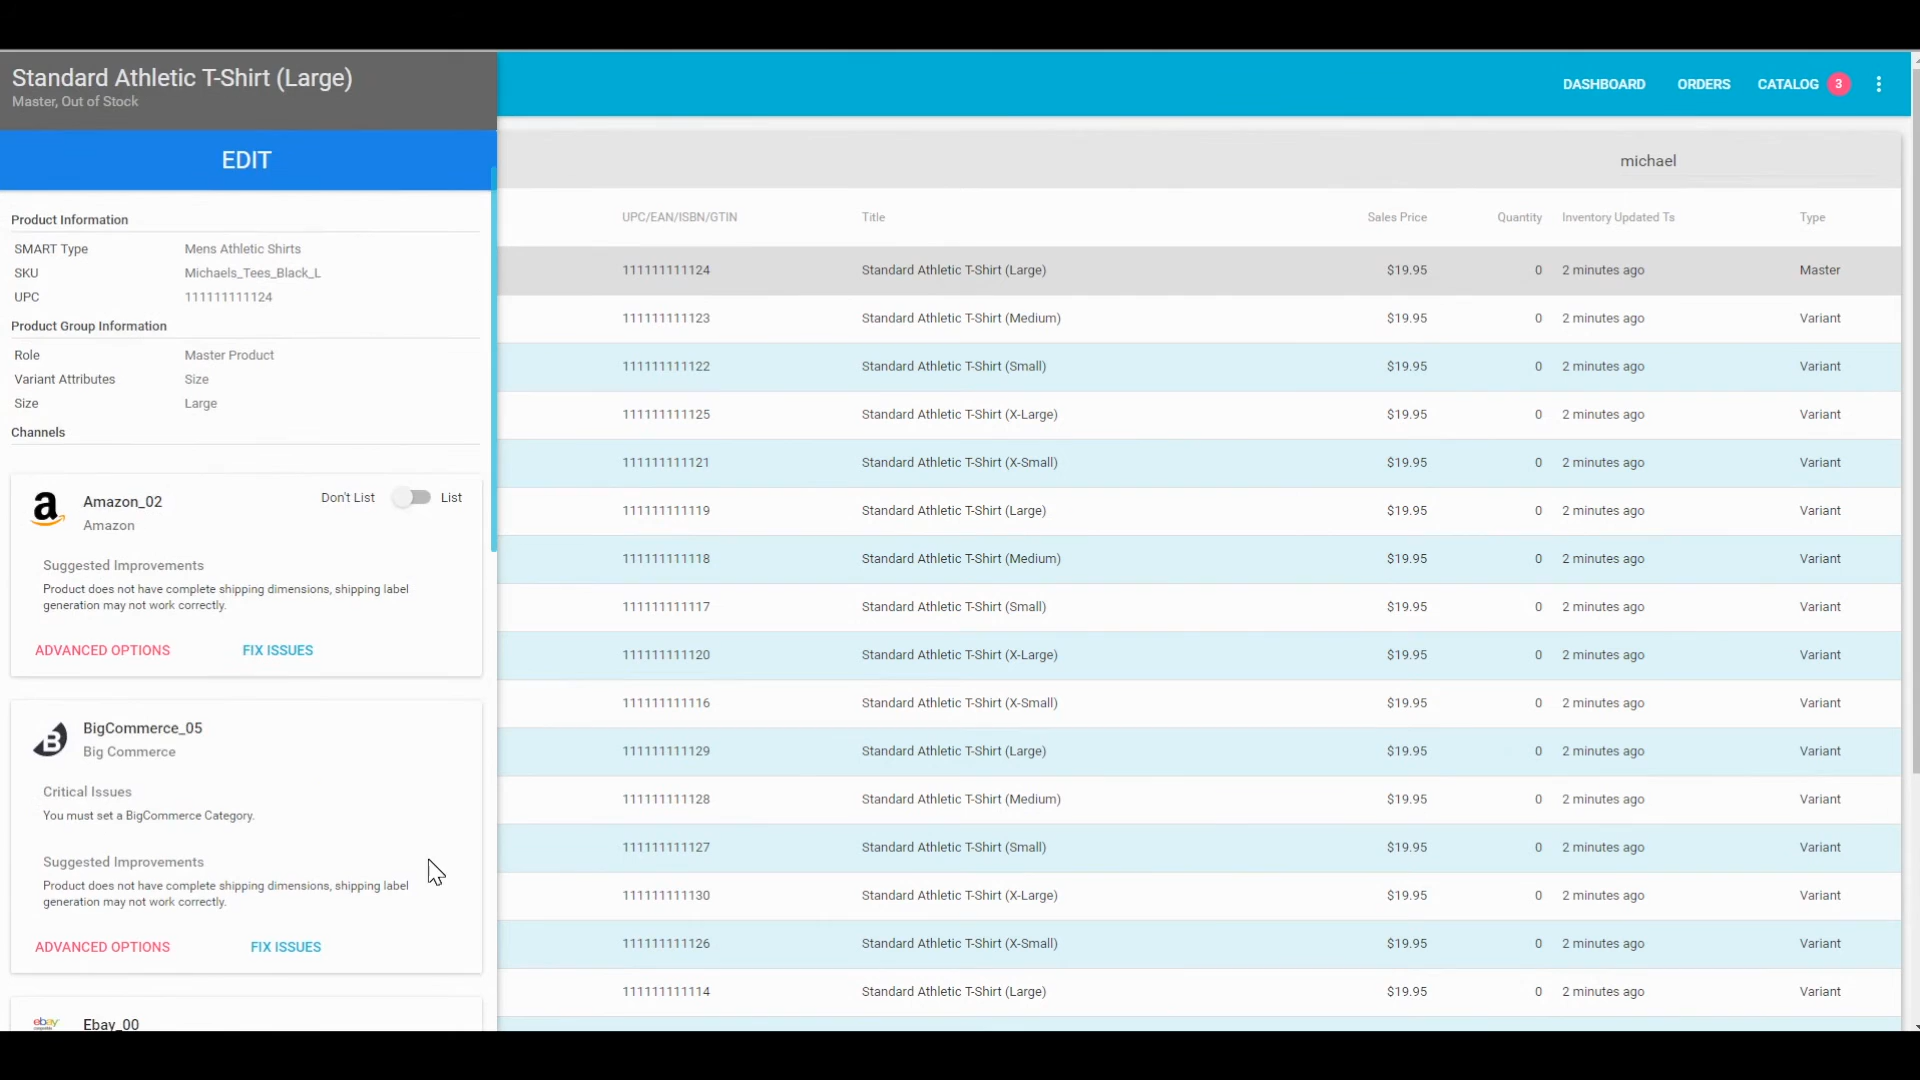 Standard Athletic T-Shirt (Large)
Master, Out of Stock
DASHBOARD ORDERS CATALOG 3
EDIT
michael
Product Information
SMART Type Mens Athletic Shirts
SKU Michaels_Tees_Black_L
UPC 111111111124
Product Group Information
Role Master Product
Variant Attributes Size
Size Large
Channels
a Amazon_02 Don't List List
Amazon
Suggested Improvements
Product does not have complete shipping dimensions, shipping label
generation may not work correctly.
ADVANCED OPTIONS FIX ISSUES
B BigCommerce_05
Big Commerce
Critical Issues
You must set a BigCommerce Category.
Suggested Improvements
Product does not have complete shipping dimensions, shipping label
generation may not work correctly.
ADVANCED OPTIONS FIX ISSUES
ebay Ebay_00
UPC/EAN/ISBN/GTIN Title Sales Price Quantity Inventory Updated Ts Type
111111111124 Standard Athletic T-Shirt (Large) $19.95 0 2 minutes ago Master
111111111123 Standard Athletic T-Shirt (Medium) $19.95 0 2 minutes ago Variant
111111111122 Standard Athletic T-Shirt (Small) $19.95 0 2 minutes ago Variant
111111111125 Standard Athletic T-Shirt (X-Large) $19.95 0 2 minutes ago Variant
111111111121 Standard Athletic T-Shirt (X-Small) $19.95 0 2 minutes ago Variant
111111111119 Standard Athletic T-Shirt (Large) $19.95 0 2 minutes ago Variant
111111111118 Standard Athletic T-Shirt (Medium) $19.95 0 2 minutes ago Variant
111111111117 Standard Athletic T-Shirt (Small) $19.95 0 2 minutes ago Variant
111111111120 Standard Athletic T-Shirt (X-Large) $19.95 0 2 minutes ago Variant
111111111116 Standard Athletic T-Shirt (X-Small) $19.95 0 2 minutes ago Variant
111111111129 Standard Athletic T-Shirt (Large) $19.95 0 2 minutes ago Variant
111111111128 Standard Athletic T-Shirt (Medium) $19.95 0 2 minutes ago Variant
111111111127 Standard Athletic T-Shirt (Small) $19.95 0 2 minutes ago Variant
111111111130 Standard Athletic T-Shirt (X-Large) $19.95 0 2 minutes ago Variant
111111111126 Standard Athletic T-Shirt (X-Small) $19.95 0 2 minutes ago Variant
111111111114 Standard Athletic T-Shirt (Large) $19.95 0 2 minutes ago Variant